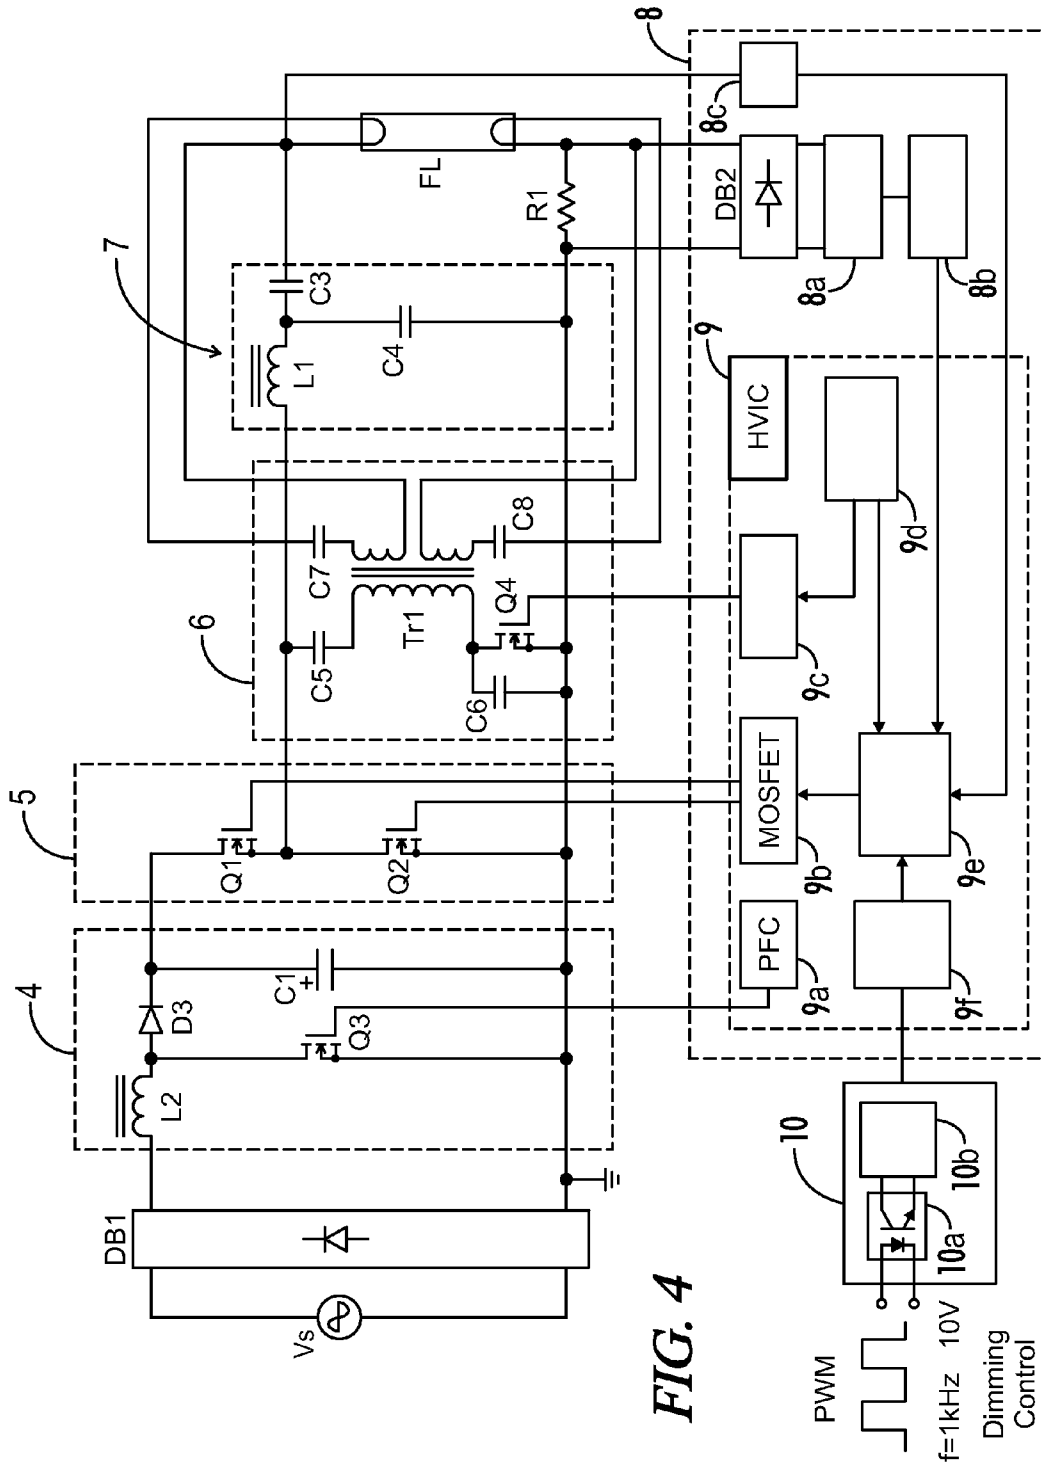 FIG. 4
Vs
DB1
4
L2
D3
C1
+
Q3
5
Q1
Q2
6
C5
C6
Tr1
C7
C8
Q4
7
L1
C3
C4
FL
R1
8
8c
DB2
8a
8b
9
HVIC
9d
9c
MOSFET
9b
9e
PFC
9a
9f
10
10b
10a
PWM
f=1kHz 10V
Dimming
Control